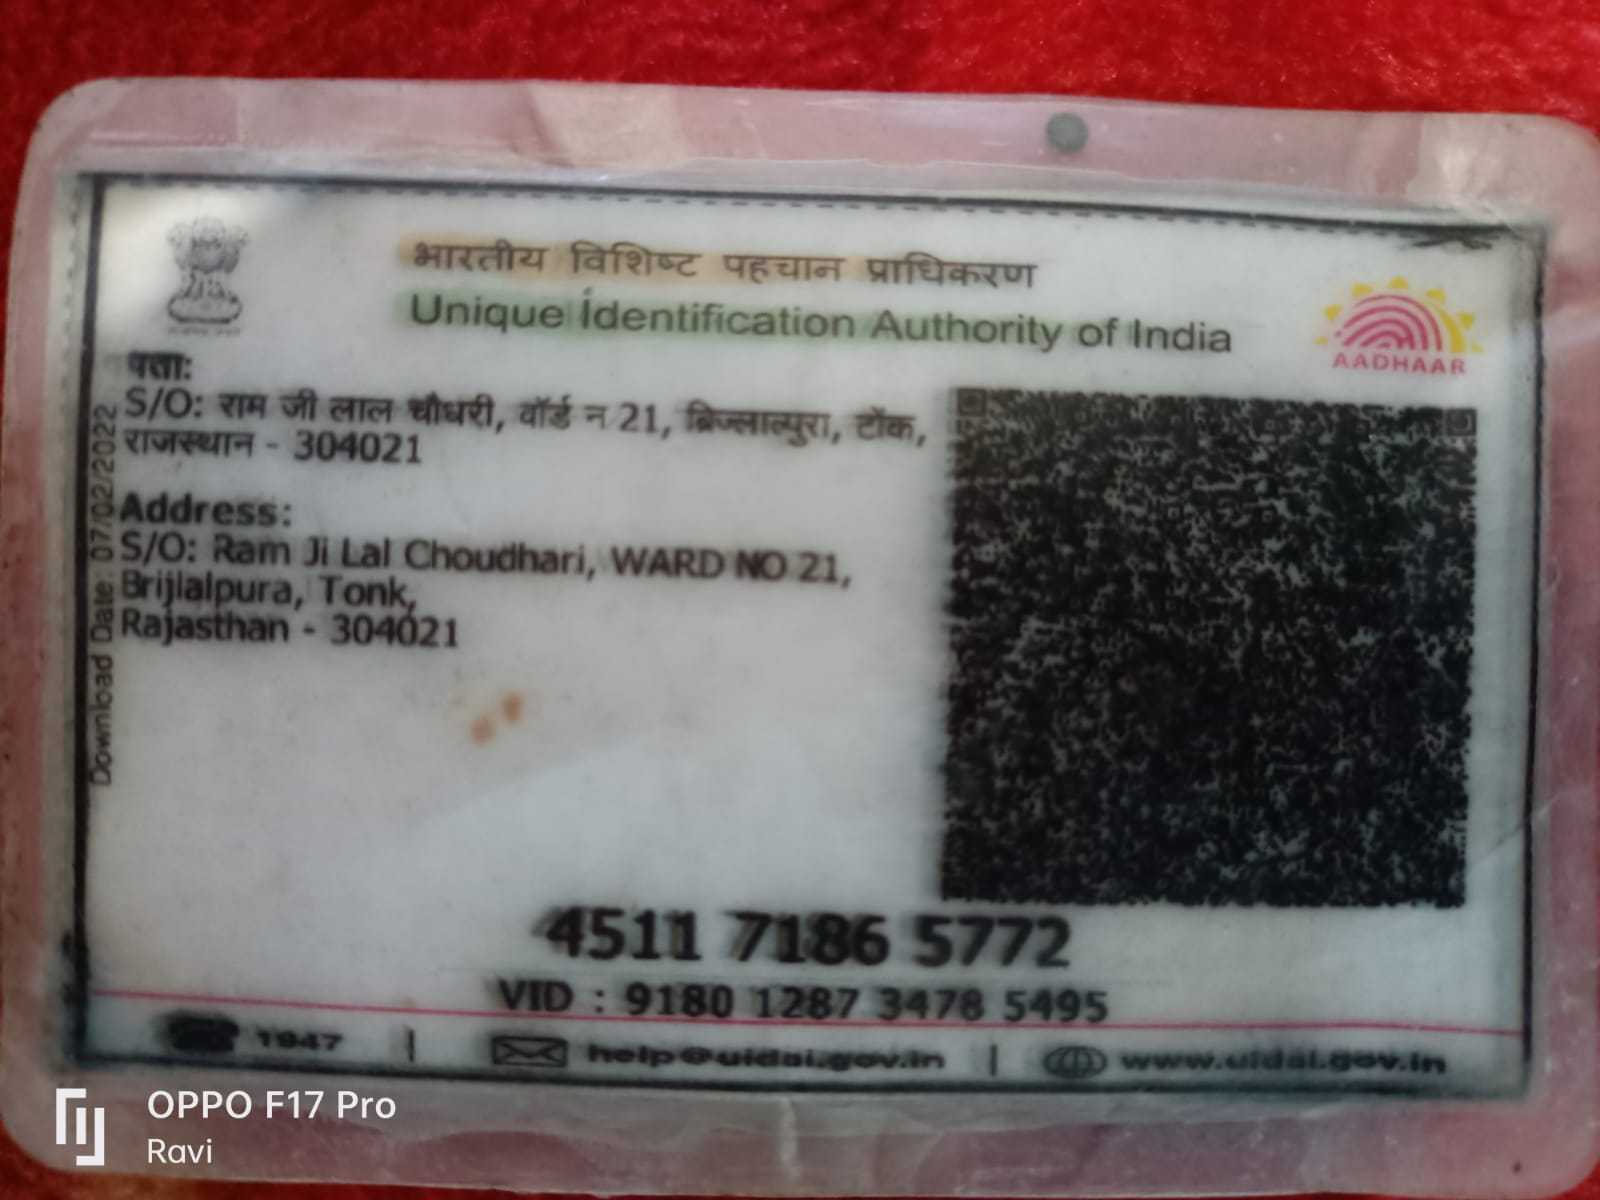 भारतीय विशिष्ट पहचान प्राधिकरण
Unique Identification Authority of India
AADHAAR
पता:
S/O: राम जी लाल चौधरी, वॉर्ड न 21, ब्रिज्लाल्पुरा, टोंक,
राजस्थान - 304021
Address:
S/O: Ram Ji Lal Choudhari, WARD NO 21,
Brijlalpura, Tonk,
Rajasthan - 304021
Download Date: 07/02/2022
4511 7186 5772
VID : 9180 1287 3478 5495
1947 | help@uidai.gov.in | www.uidai.gov.in
OPPO F17 Pro
Ravi